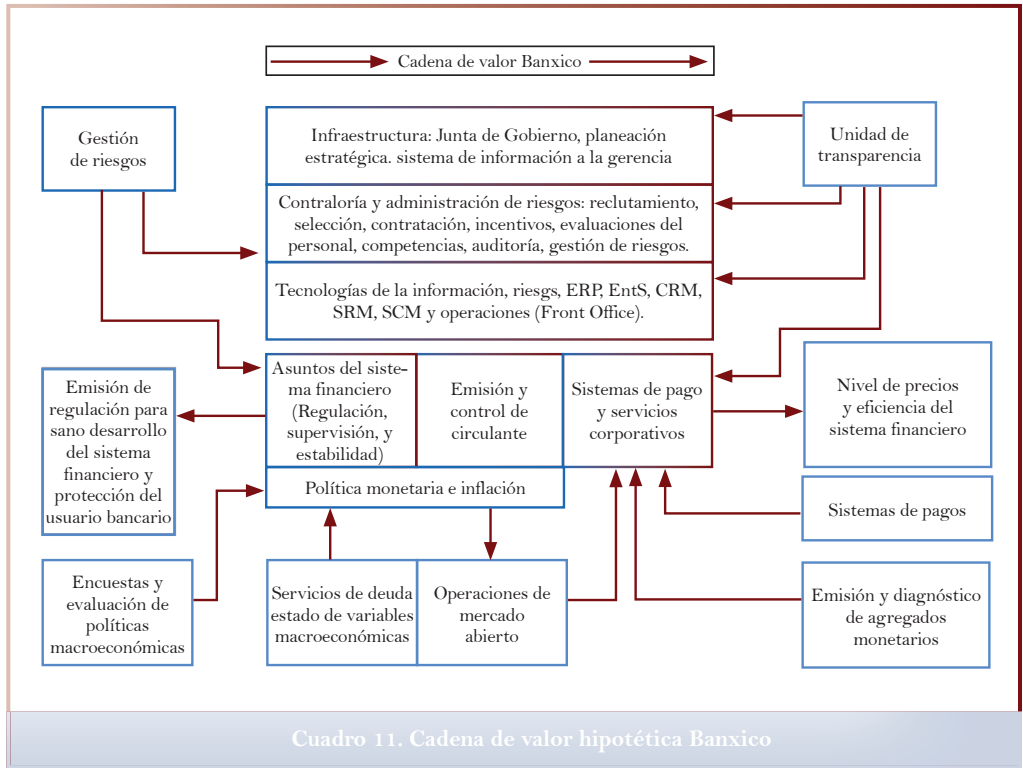 Cadena de valor Banxico
Gestión
de riesgos
Infraestructura: Junta de Gobierno, planeación
estratégica. sistema de información a la gerencia
Unidad de
transparencia
Contraloría y administración de riesgos: reclutamiento,
selección, contratación, incentivos, evaluaciones del
personal, competencias, auditoría, gestión de riesgos.
Tecnologías de la información, riesgs, ERP, EntS, CRM,
SRM, SCM y operaciones (Front Office).
Emisión de
regulación para
sano desarrollo
del sistema
financiero y
protección del
usuario bancario
Asuntos del siste-
ma financiero
(Regulación,
supervisión, y
estabilidad)
Emisión y
control de
circulante
Sistemas de pago
y servicios
corporativos
Nivel de precios
y eficiencia del
sistema financiero
Política monetaria e inflación
Sistemas de pagos
Encuestas y
evaluación de
políticas
macroeconómicas
Servicios de deuda
estado de variables
macroeconómicas
Operaciones de
mercado
abierto
Emisión y diagnóstico
de agregados
monetarios
Cuadro 11. Cadena de valor hipotética Banxico